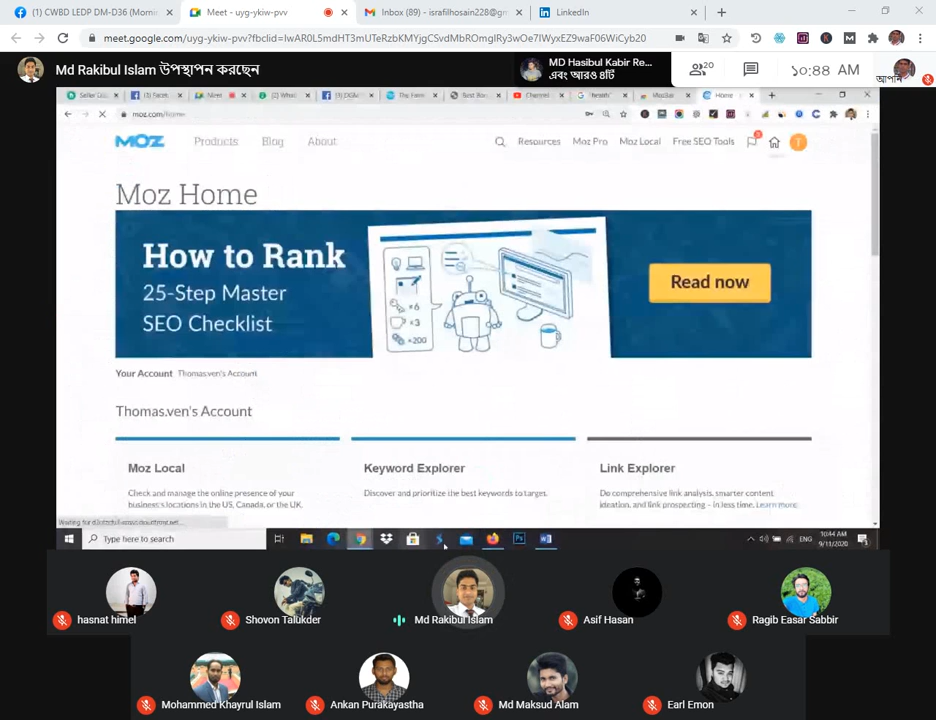 (1) CWBD LEDP DM-D36 (Morni
Meet - uyg-ykiw-pvv
Inbox (89) - israfilhosain228@gm
LinkedIn
meet.google.com/uyg-ykiw-pvv?fbclid=IwAR0L5mdHT3mUTeRzbKMYjgCSvdMbROmglRy3wOe7IWyxEZ9waF06WiCyb20
Md Rakibul Islam উপস্থাপন করছেন
MD Hasibul Kabir Re...
এবং আরও ৪টি
20
১০:৪৪ AM
আপনি
moz.com/home
MOZ
Products
Blog
About
Resources
Moz Pro
Moz Local
Free SEO Tools
Moz Home
How to Rank
25-Step Master
SEO Checklist
Read now
Your Account Thomas.ven's Account
Thomas.ven's Account
Moz Local
Check and manage the online presence of your
business's locations in the US, Canada, or the UK.
Keyword Explorer
Discover and prioritize the best keywords to target.
Link Explorer
Do comprehensive link analysis, smarter content
ideation, and link prospecting - in less time. Learn more
Type here to search
ENG
10:44 AM
9/11/2020
hasnat himel
Shovon Talukder
Md Rakibul Islam
Asif Hasan
Ragib Easar Sabbir
Mohammed Khayrul Islam
Ankan Purakayastha
Md Maksud Alam
Earl Emon